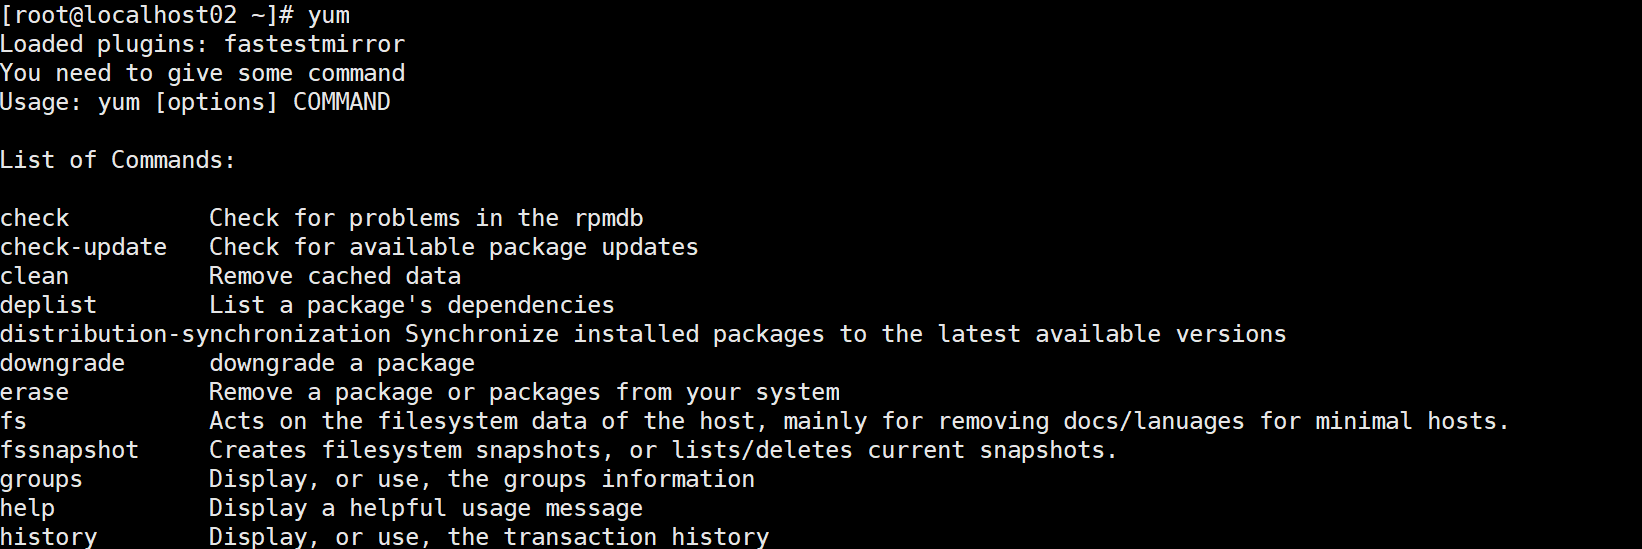 [root@localhost02 ~]# yum
Loaded plugins: fastestmirror
You need to give some command
Usage: yum [options] COMMAND
List of Commands:
check          Check for problems in the rpmdb
check-update   Check for available package updates
clean          Remove cached data
deplist        List a package's dependencies
distribution-synchronization Synchronize installed packages to the latest available versions
downgrade      downgrade a package
erase          Remove a package or packages from your system
fs             Acts on the filesystem data of the host, mainly for removing docs/lanuages for minimal hosts.
fssnapshot     Creates filesystem snapshots, or lists/deletes current snapshots.
groups         Display, or use, the groups information
help           Display a helpful usage message
history        Display, or use, the transaction history